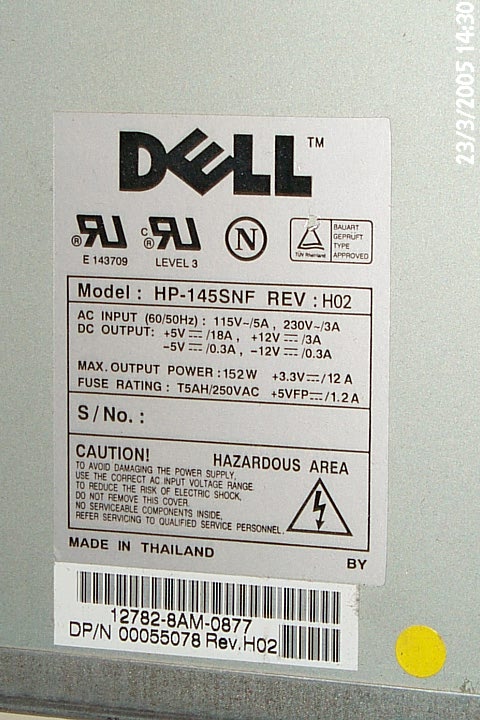 23/3/2005 14:30
DELL™
® RU c ® RU N
BAUART
GEPRÜFT
TYPE
APPROVED
TÜV Rheinland
E 143709 LEVEL 3
Model : HP-145SNF REV : H02
AC INPUT (60/50Hz) : 115V~/5A , 230V~/3A
DC OUTPUT: +5V ⎓ /18A , +12V ⎓ /3A
−5V ⎓ /0.3A , −12V ⎓ /0.3A
MAX. OUTPUT POWER : 152W +3.3V⎓/12 A
FUSE RATING : T5AH/250VAC +5VFP⎓/1.2 A
S / No. :
CAUTION! HAZARDOUS AREA
TO AVOID DAMAGING THE POWER SUPPLY,
USE THE CORRECT AC INPUT VOLTAGE RANGE
TO REDUCE THE RISK OF ELECTRIC SHOCK,
DO NOT REMOVE THIS COVER.
NO SERVICEABLE COMPONENTS INSIDE,
REFER SERVICING TO QUALIFIED SERVICE PERSONNEL.
MADE IN THAILAND BY
12782-8AM-0877
DP/N 00055078 Rev.H02